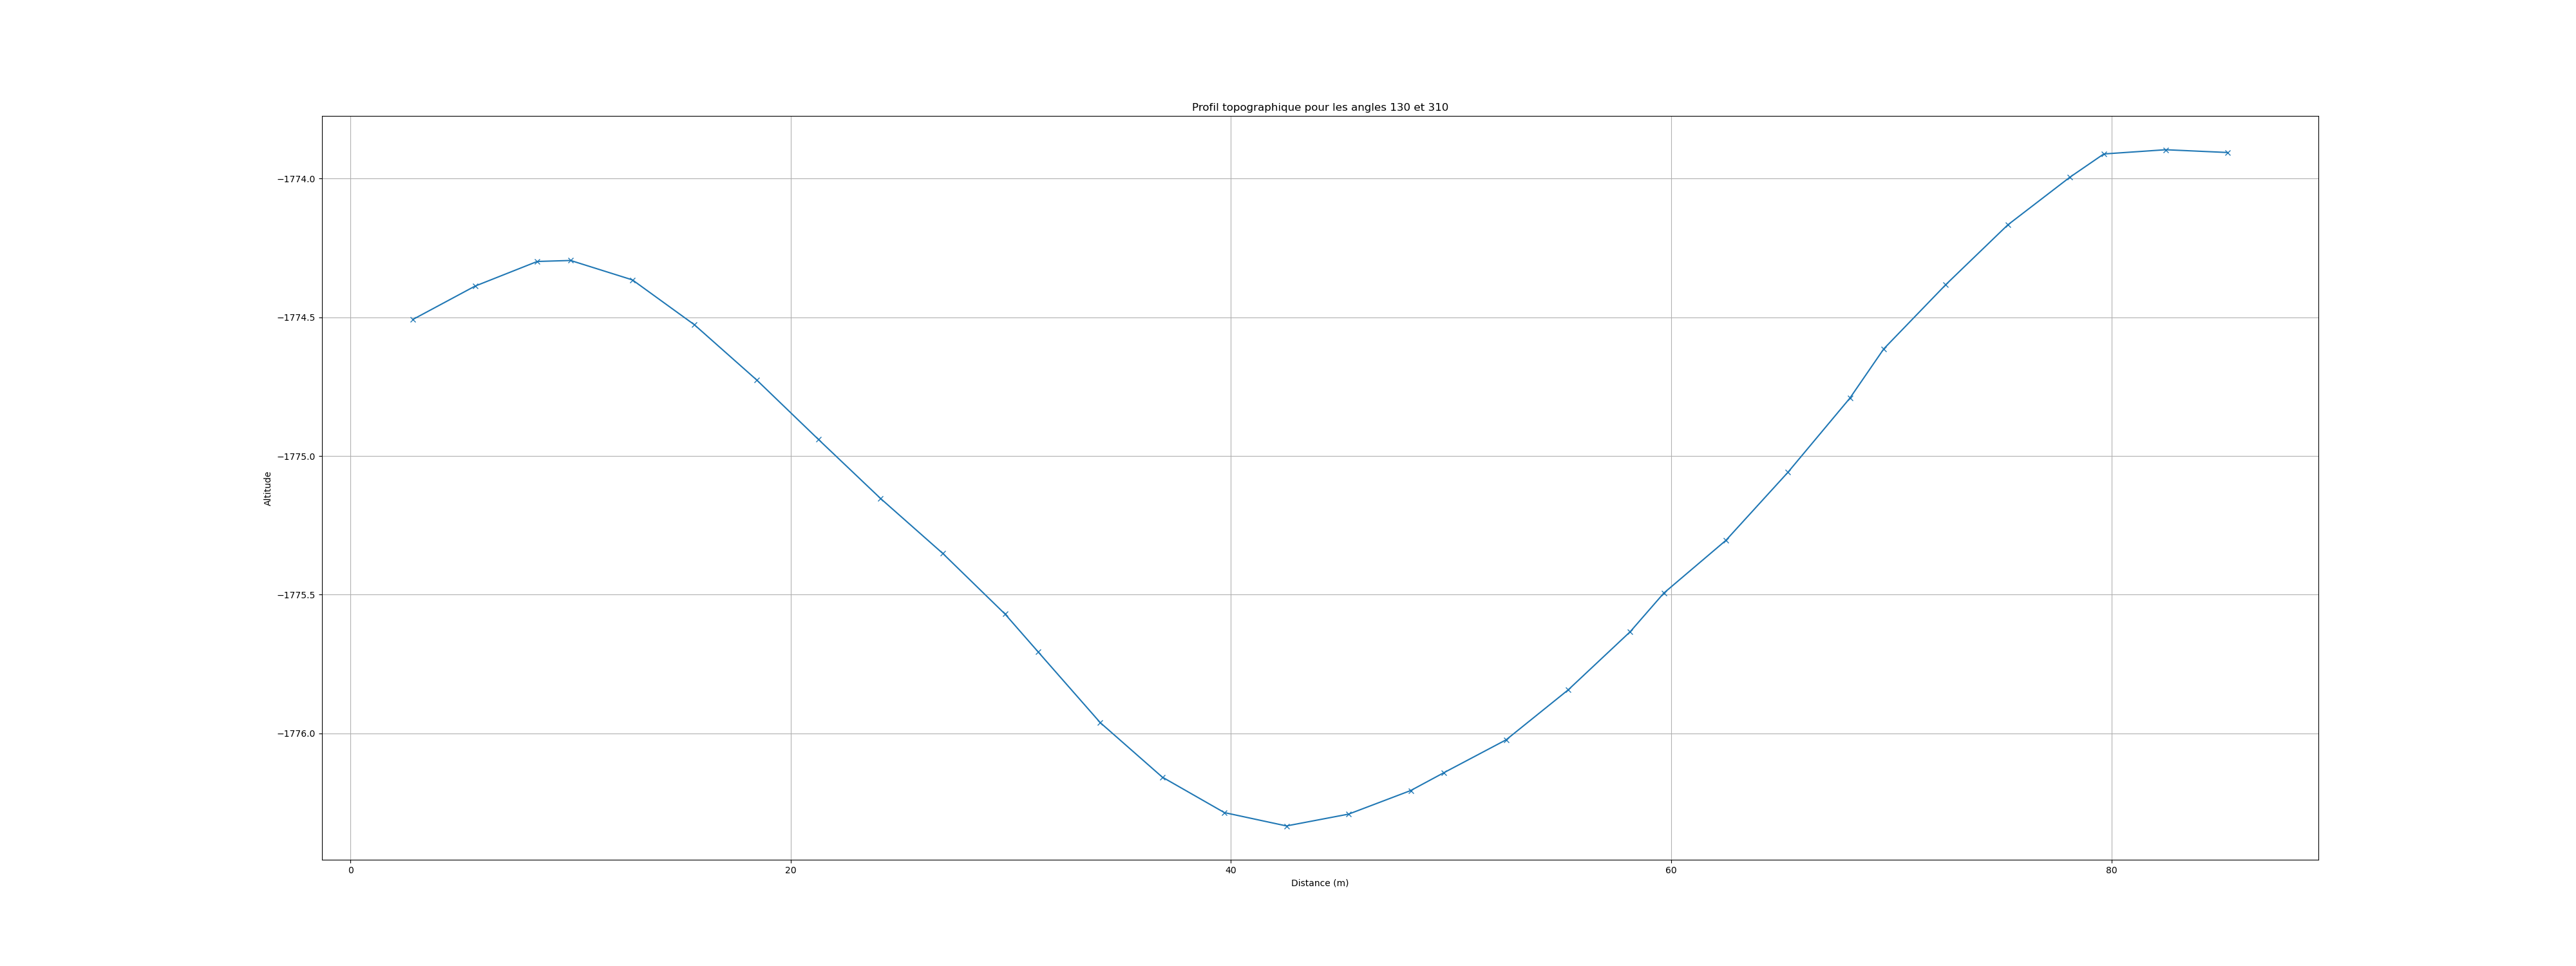 Profil topographique pour les angles 130 et 310
−1774.0
−1774.5
−1775.0
−1775.5
−1776.0
Altitude
0 20 40 60 80
Distance (m)